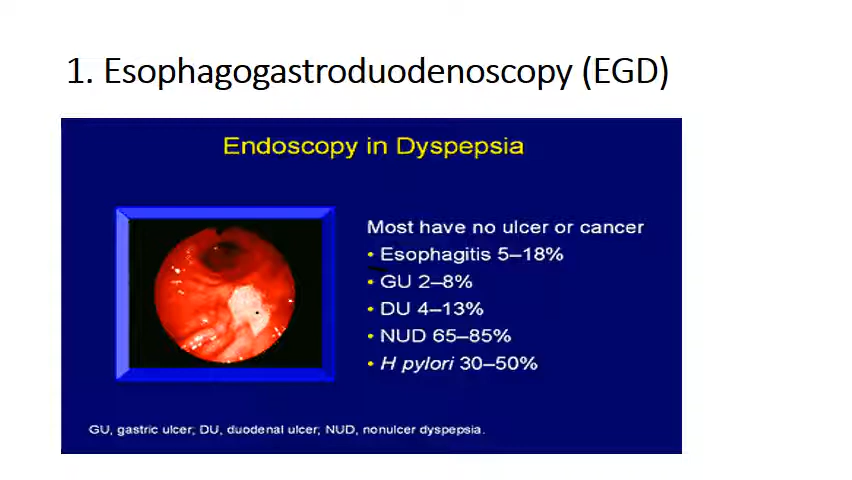 1. Esophagogastroduodenoscopy (EGD)
Endoscopy in Dyspepsia
Most have no ulcer or cancer
• Esophagitis 5–18%
• GU 2–8%
• DU 4–13%
• NUD 65–85%
• H pylori 30–50%
GU, gastric ulcer; DU, duodenal ulcer; NUD, nonulcer dyspepsia.